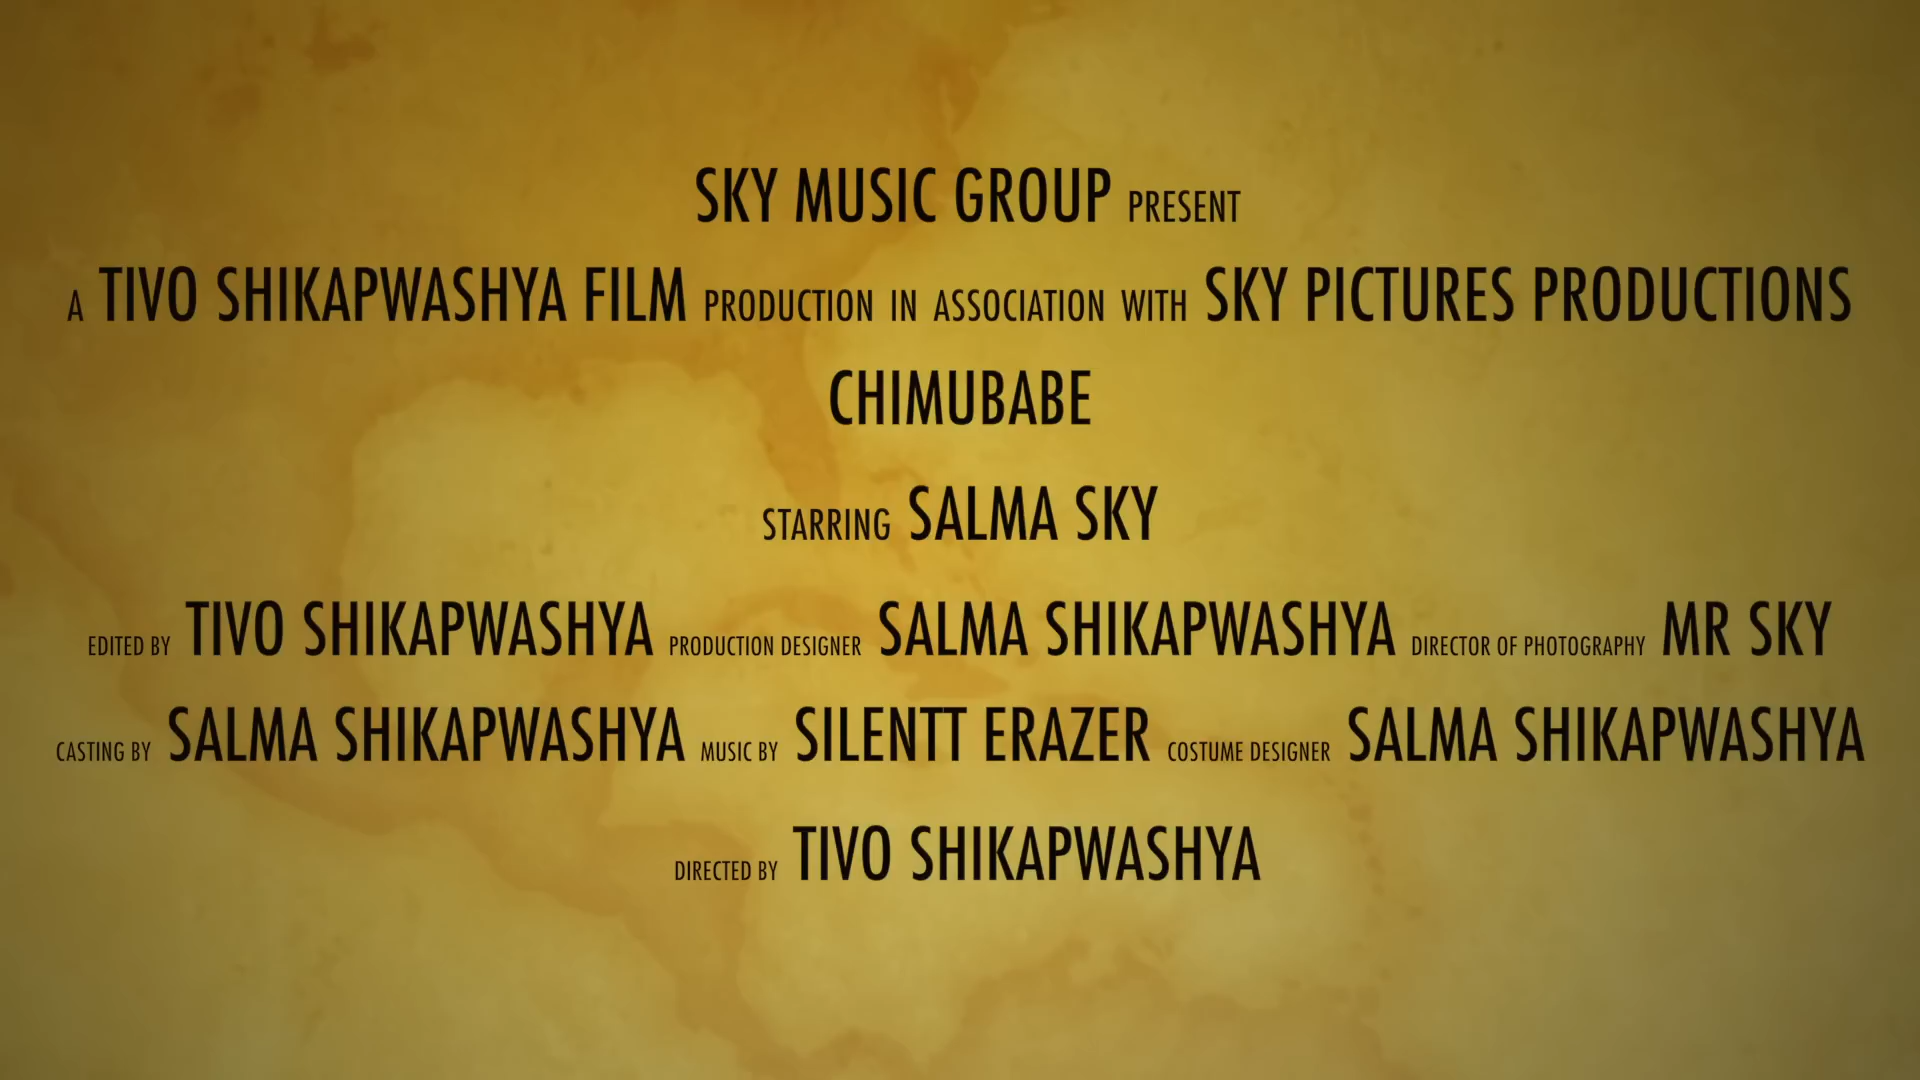 SKY MUSIC GROUP PRESENT
A TIVO SHIKAPWASHYA FILM PRODUCTION IN ASSOCIATION WITH SKY PICTURES PRODUCTIONS
CHIMUBABE
STARRING SALMA SKY
EDITED BY TIVO SHIKAPWASHYA PRODUCTION DESIGNER SALMA SHIKAPWASHYA DIRECTOR OF PHOTOGRAPHY MR SKY
CASTING BY SALMA SHIKAPWASHYA MUSIC BY SILENTT ERAZER COSTUME DESIGNER SALMA SHIKAPWASHYA
DIRECTED BY TIVO SHIKAPWASHYA